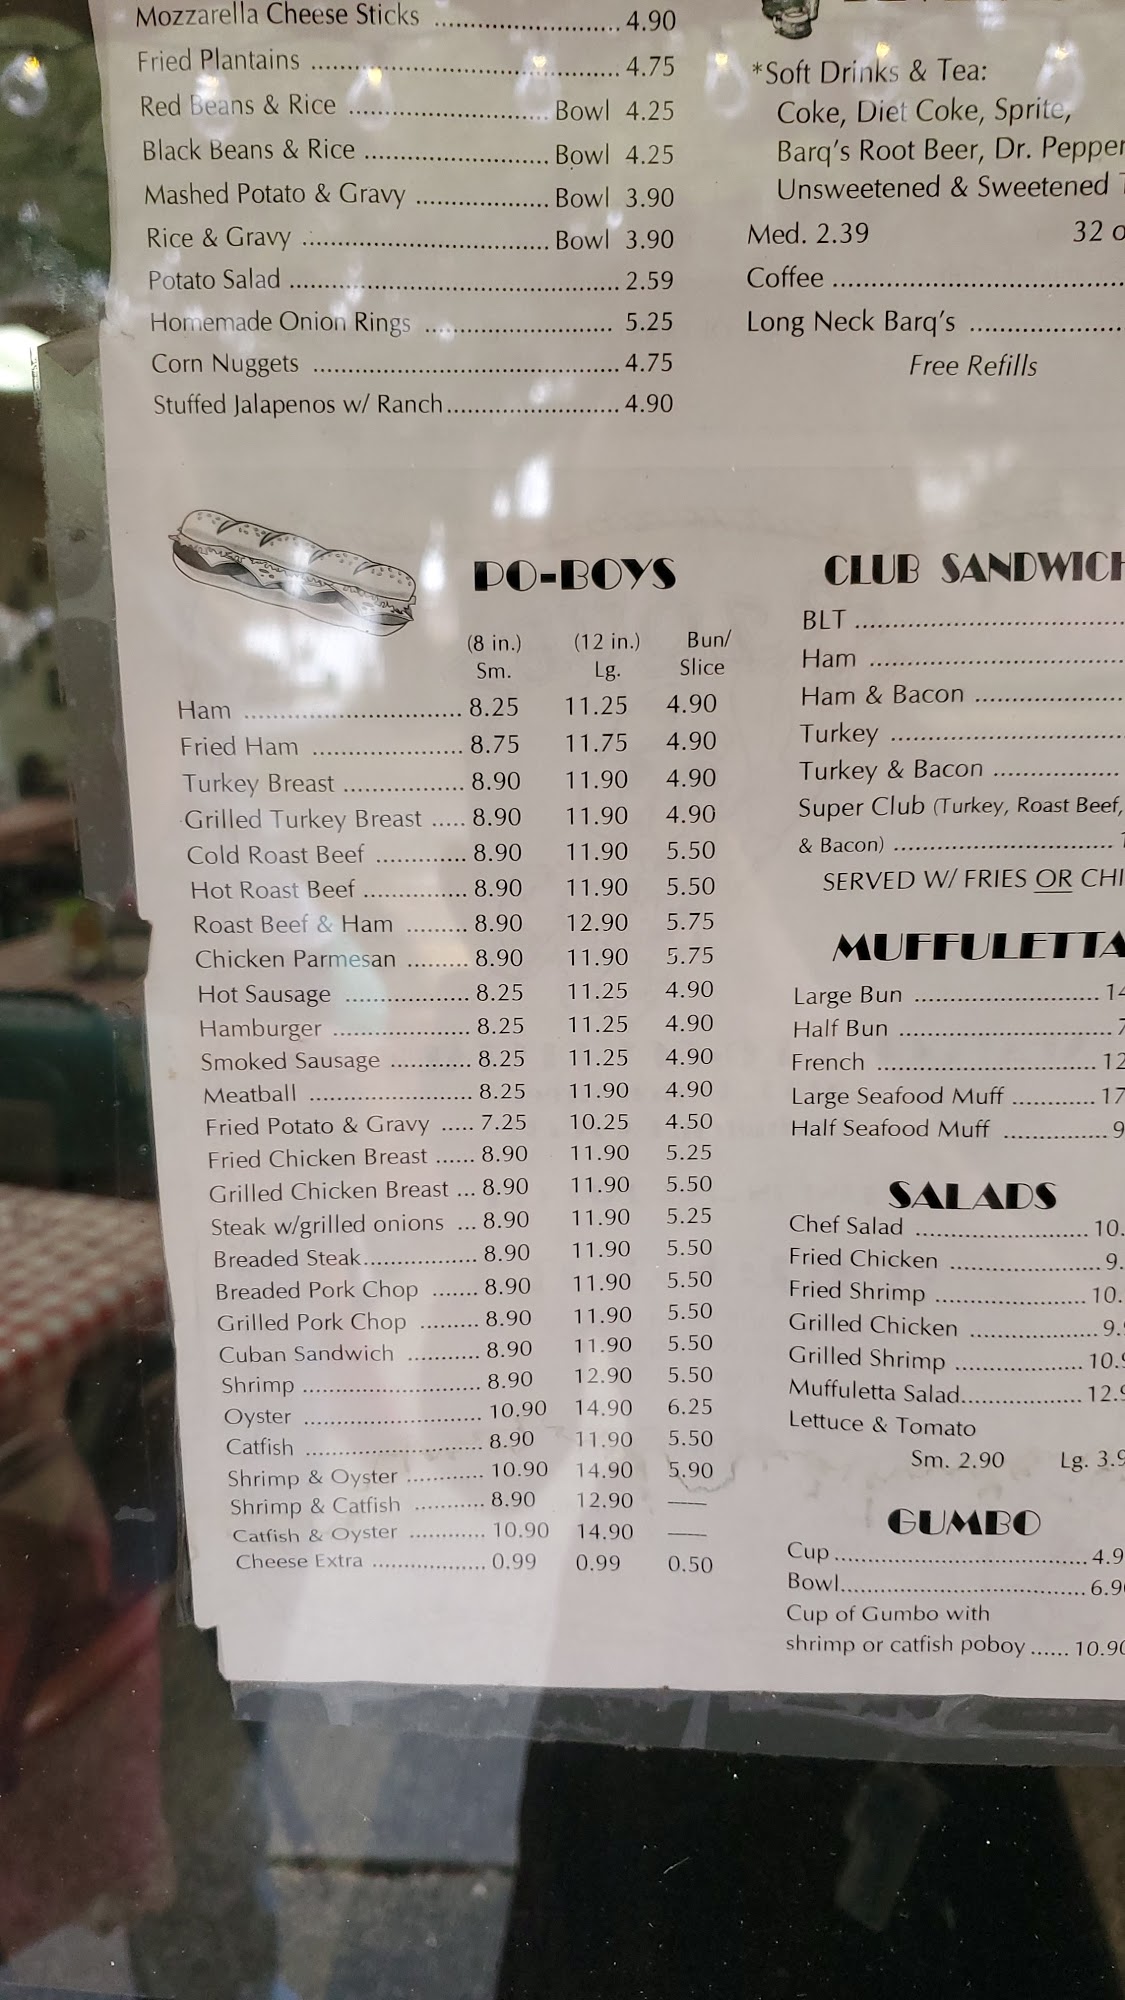 Mozzarella Cheese Sticks ........................ 4.90
Fried Plantains ........................ 4.75
Red Beans & Rice ........................ Bowl 4.25
Black Beans & Rice ........................ Bowl 4.25
Mashed Potato & Gravy ........................ Bowl 3.90
Rice & Gravy ........................ Bowl 3.90
Potato Salad ........................ 2.59
Homemade Onion Rings ........................ 5.25
Corn Nuggets ........................ 4.75
Stuffed Jalapenos w/ Ranch ........................ 4.90
*Soft Drinks & Tea:
Coke, Diet Coke, Sprite,
Barq's Root Beer, Dr. Pepper
Unsweetened & Sweetened
Med. 2.39 32
Coffee ........................
Long Neck Barq's ........................
Free Refills
PO-BOYS
(8 in.) (12 in.) Bun/
Sm. Lg. Slice
Ham ........................ 8.25 11.25 4.90
Fried Ham ........................ 8.75 11.75 4.90
Turkey Breast ........................ 8.90 11.90 4.90
Grilled Turkey Breast ..... 8.90 11.90 4.90
Cold Roast Beef ............. 8.90 11.90 5.50
Hot Roast Beef ............... 8.90 11.90 5.50
Roast Beef & Ham ......... 8.90 12.90 5.75
Chicken Parmesan ......... 8.90 11.90 5.75
Hot Sausage .................. 8.25 11.25 4.90
Hamburger .................... 8.25 11.25 4.90
Smoked Sausage ............ 8.25 11.25 4.90
Meatball ........................ 8.25 11.90 4.90
Fried Potato & Gravy ..... 7.25 10.25 4.50
Fried Chicken Breast ...... 8.90 11.90 5.25
Grilled Chicken Breast ... 8.90 11.90 5.50
Steak w/grilled onions ... 8.90 11.90 5.25
Breaded Steak................. 8.90 11.90 5.50
Breaded Pork Chop ....... 8.90 11.90 5.50
Grilled Pork Chop ......... 8.90 11.90 5.50
Cuban Sandwich ........... 8.90 11.90 5.50
Shrimp .......................... 8.90 12.90 5.50
Oyster .......................... 10.90 14.90 6.25
Catfish .......................... 8.90 11.90 5.50
Shrimp & Oyster ............ 10.90 14.90 5.90
Shrimp & Catfish ........... 8.90 12.90 ——
Catfish & Oyster ............ 10.90 14.90 ——
Cheese Extra ................. 0.99 0.99 0.50
CLUB
BLT ........................
Ham ........................
Ham & Bacon ........................
Turkey ........................
Turkey & Bacon ..................
Super Club (Turkey, Roast Beef,
& Bacon) ........................
SERVED W/ FRIES OR
MUFFULETTA
Large Bun ........................
Half Bun ........................
French ........................
Large Seafood Muff ............
Half Seafood Muff ...............
SALADS
Chef Salad ........................
Fried Chicken ........................
Fried Shrimp ........................
Grilled Chicken ........................
Grilled Shrimp ........................
Muffuletta Salad.....................
Lettuce & Tomato
Sm. 2.90 Lg.
GUMBO
Cup ........................
Bowl........................
Cup of Gumbo with
shrimp or catfish poboy ...... 10.90